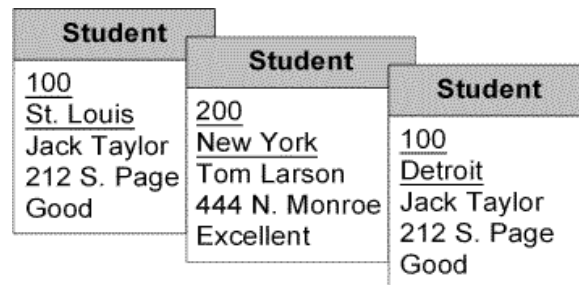 Student
100
St. Louis
Jack Taylor
212 S. Page
Good
Student
200
New York
Tom Larson
444 N. Monroe
Excellent
Student
100
Detroit
Jack Taylor
212 S. Page
Good